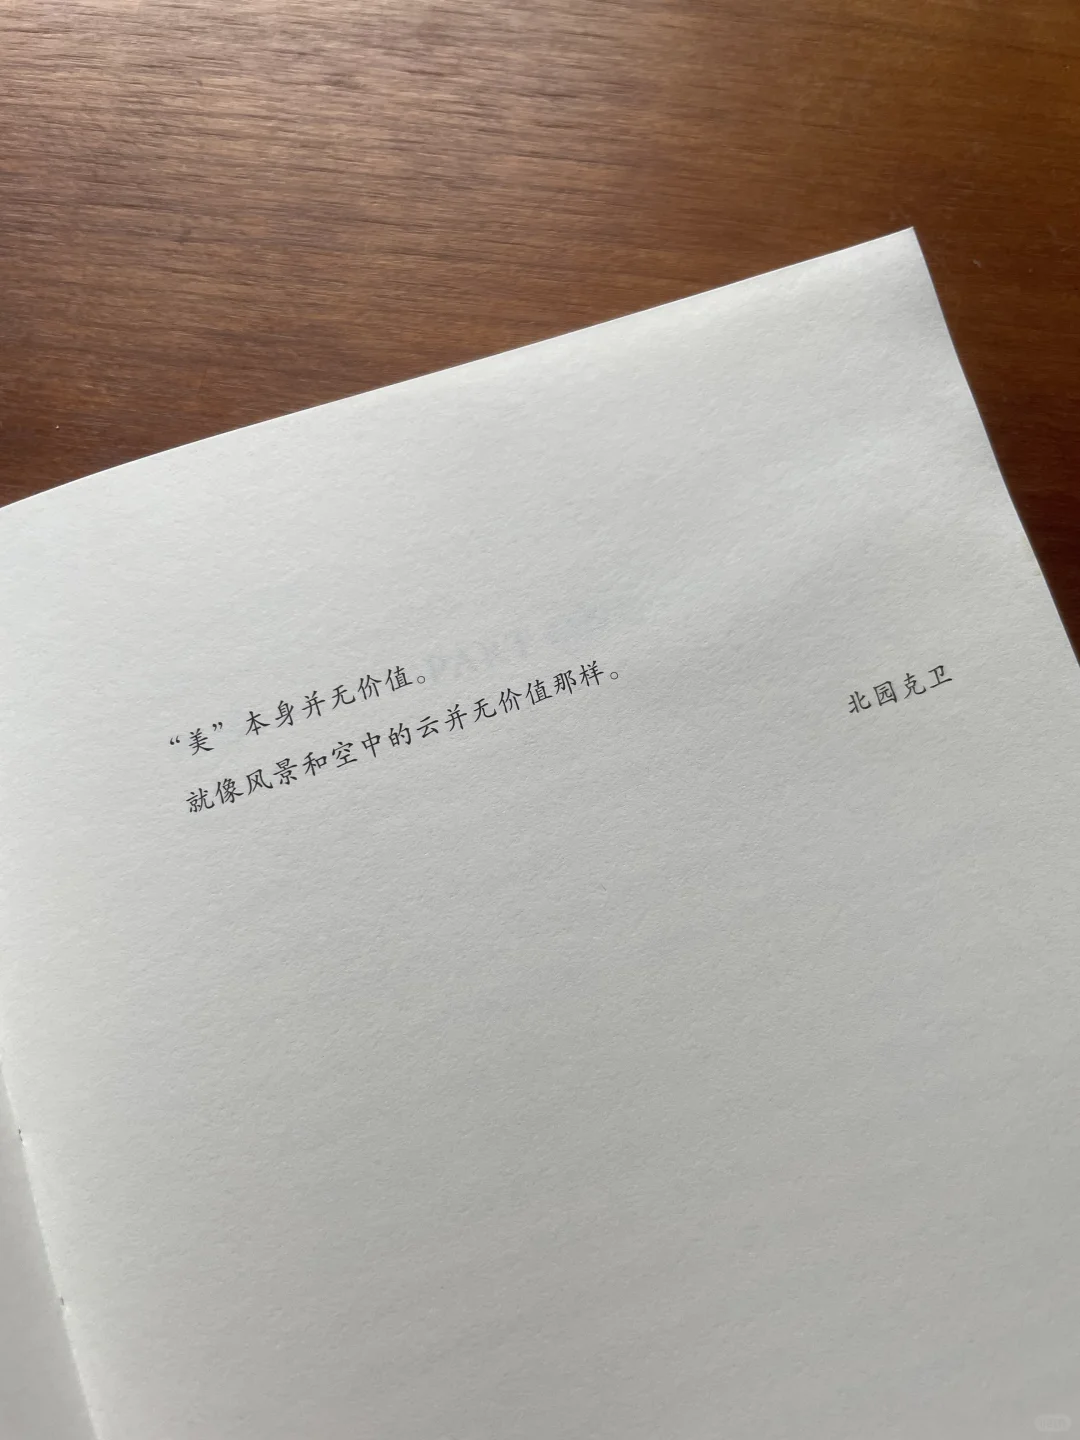 “美”本身并无价值。
就像风景和空中的云并无价值那样。
北园克卫